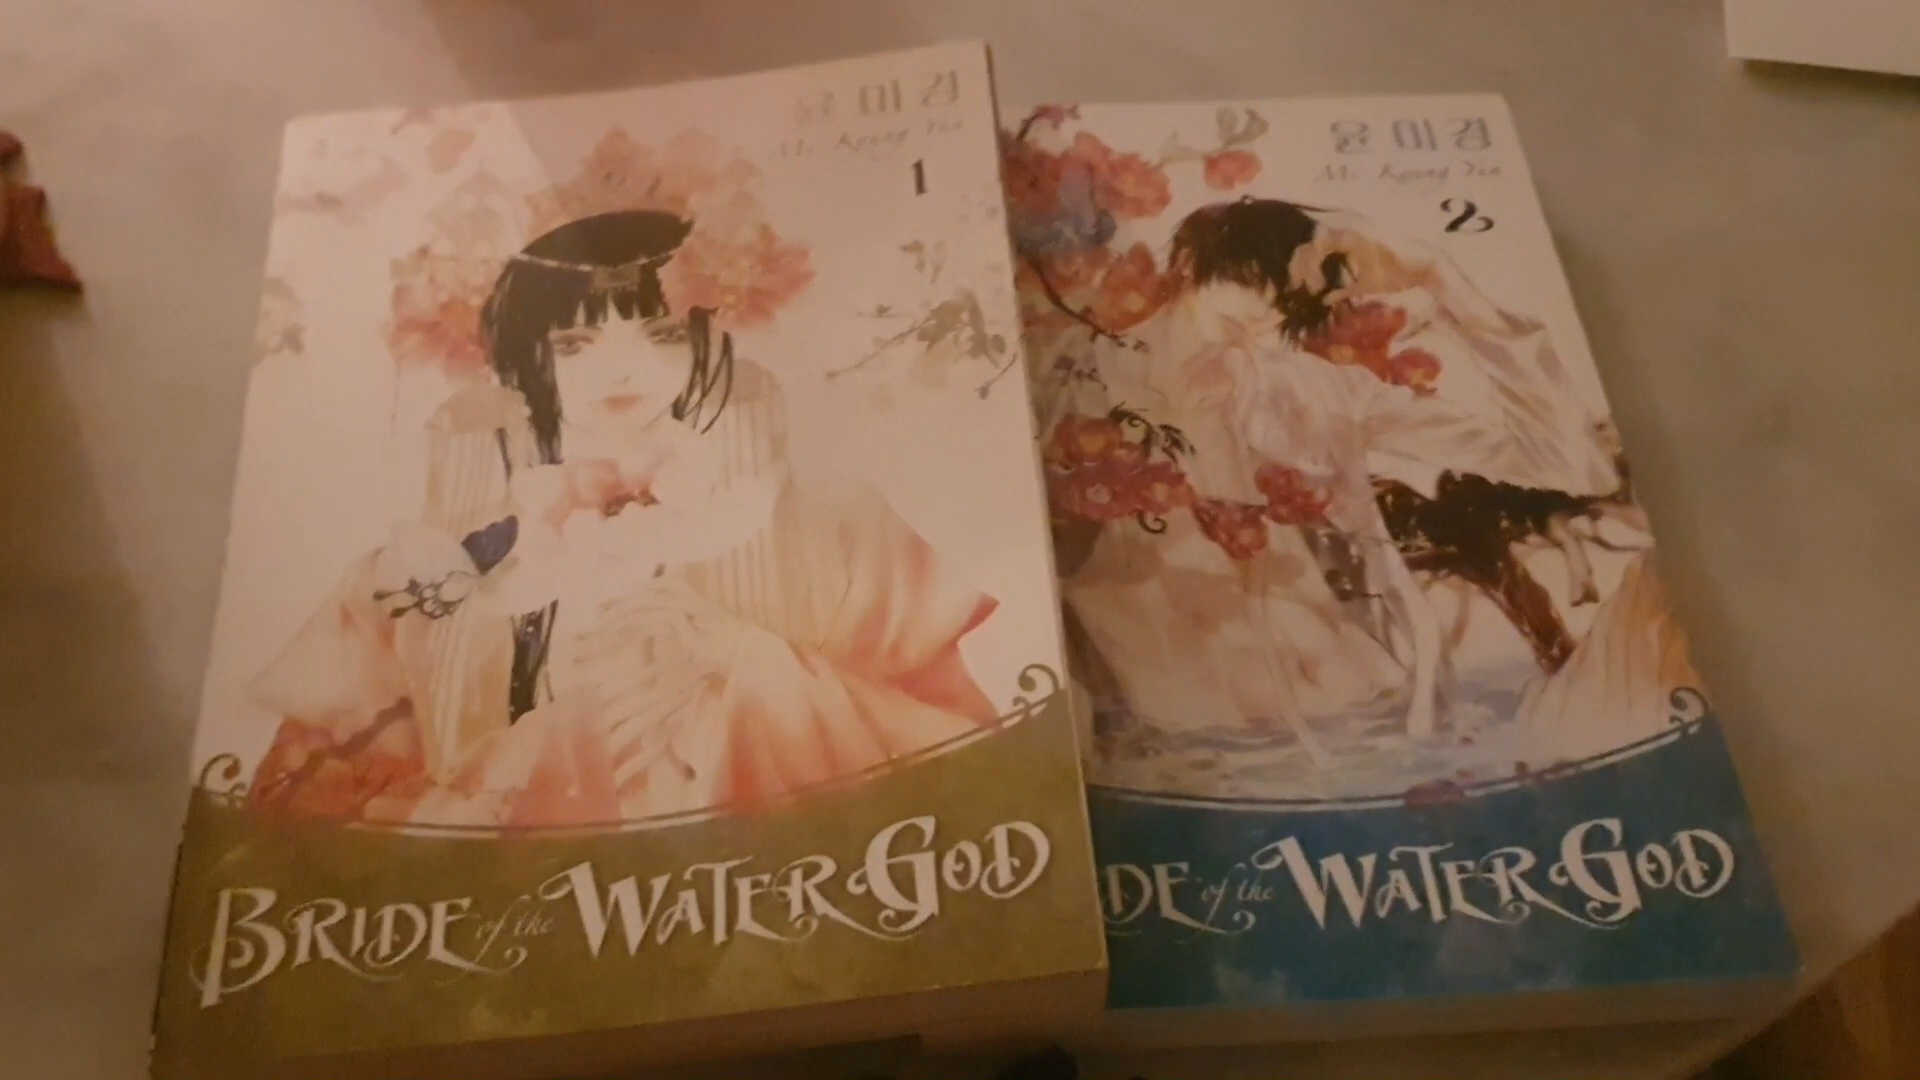 윤미경
Mi Kyung Yun
1
BRIDE of the WATER GOD
윤미경
Mi Kyung Yun
2
DE of the WATER GOD